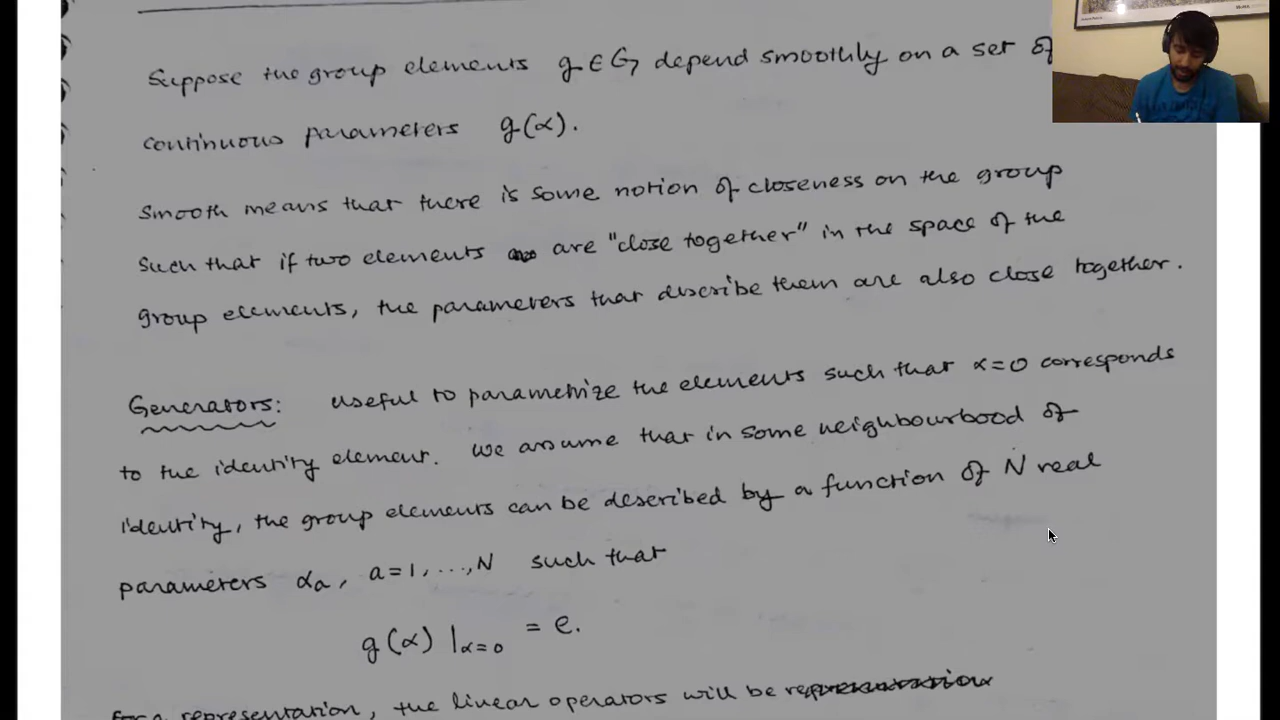 Suppose the group elements g ∈ G, depend smoothly on a set of
continuous parameters g(α).
Smooth means that there is some notion of closeness on the group
such that if two elements are "close together" in the space of the
group elements, the parameters that describe them are also close together.
Generators: useful to parametrize the elements such that α=0 corresponds
to the identity element. We assume that in some neighbourhood of
identity, the group elements can be described by a function of N real
parameters αa, a=1,...,N such that
g(α)|α=0 = e.
For a representation, the linear operators will be representation